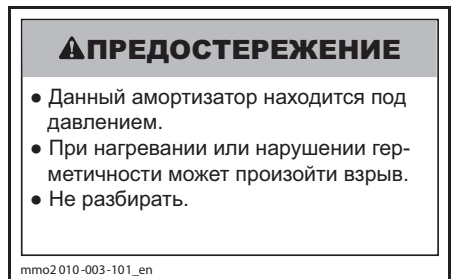 ⚠ПРЕДОСТЕРЕЖЕНИЕ
● Данный амортизатор находится под
давлением.
● При нагревании или нарушении гер-
метичности может произойти взрыв.
● Не разбирать.
mmo2010-003-101_en